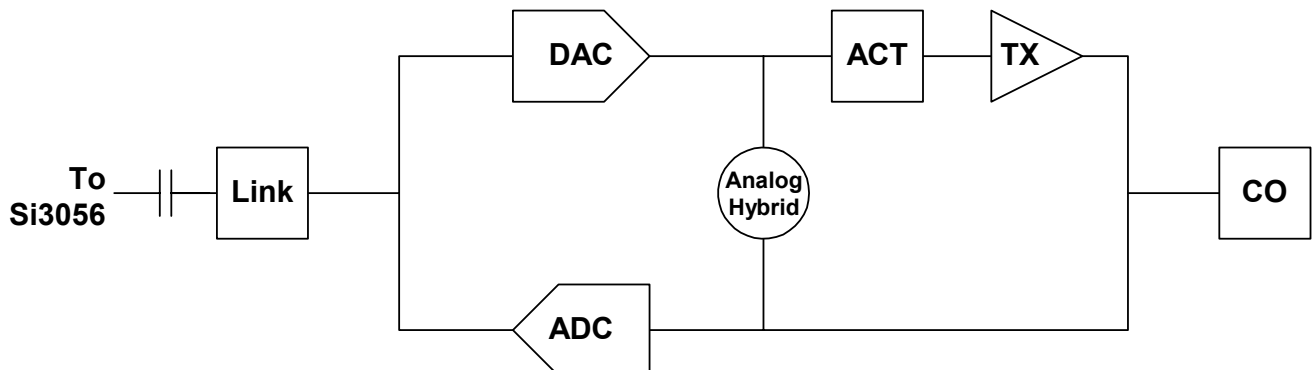 DAC
ACT
TX
To
Si3056
Link
Analog
Hybrid
CO
ADC